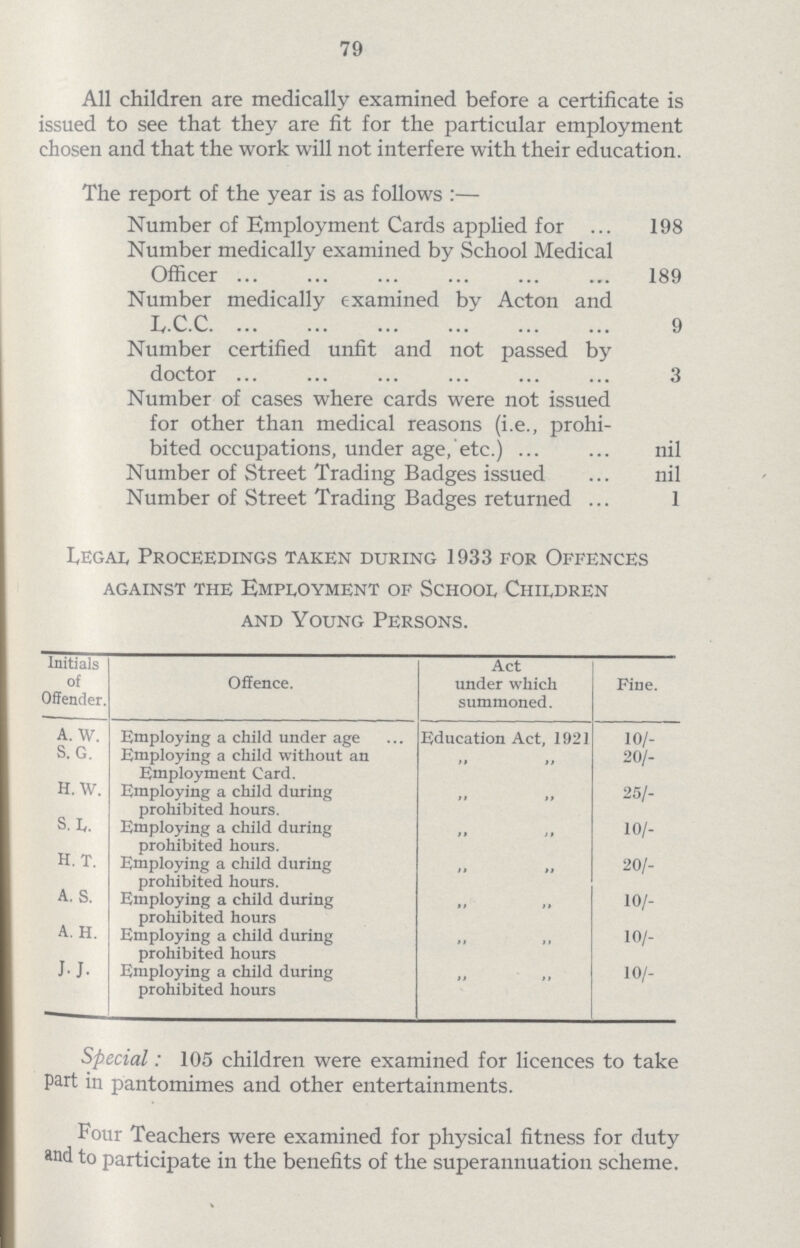 79
All children are medically examined before a certificate is
issued to see that they are fit for the particular employment
chosen and that the work will not interfere with their education.
The report of the year is as follows :—
Number of Employment Cards applied for ... 198
Number medically examined by School Medical
Officer ... ... ... ... ... ... 189
Number medically examined by Acton and
L.C.C. ... ... ... ... ... ... 9
Number certified unfit and not passed by
doctor ... ... ... ... ... ... 3
Number of cases where cards were not issued
for other than medical reasons (i.e., prohi-
bited occupations, under age, etc.) ... ... nil
Number of Street Trading Badges issued ... nil
Number of Street Trading Badges returned ... 1
Legal Proceedings taken during 1933 for Offences
against the Employment of School Children
and Young Persons.
Initials of Offender. Offence. Act under which summoned. Fine.
A. W. Employing a child under age ... Education Act, 1921 10/-
S. G. Employing a child without an ,, ,, 20/-
Employment Card.
H. W. Employing a child during ,, ,, 25/-
prohibited hours.
S. L. Employing a child during ,, ,, 10/-
prohibited hours.
H. T. Employing a child during ,, ,, 20/-
prohibited hours.
A. S. Employing a child during ,, ,, 10/-
prohibited hours
A. H. Employing a child during ,, ,, 10/-
prohibited hours
J. J. Employing a child during ,, ,, 10/-
prohibited hours
Special : 105 children were examined for licences to take
part in pantomimes and other entertainments.
Four Teachers were examined for physical fitness for duty
and to participate in the benefits of the superannuation scheme.